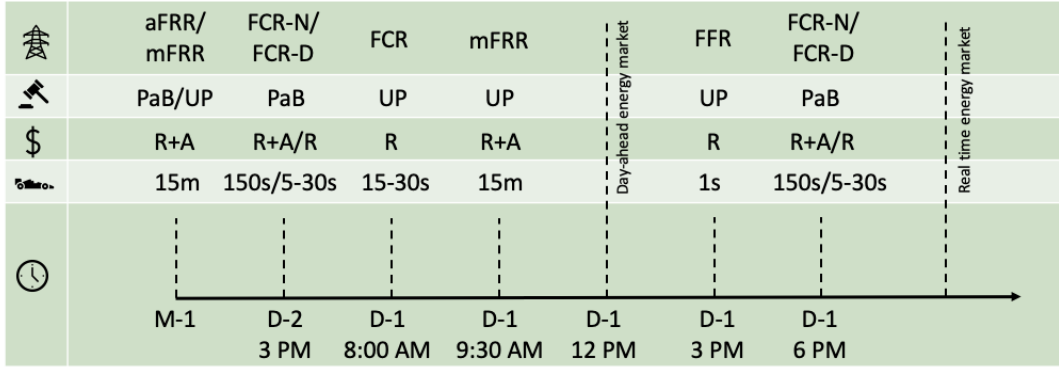 aFRR/ FCR-N/ FCR-N/
mFRR FCR-D FCR mFRR FFR FCR-D
Day-ahead energy market
Real time energy market
PaB/UP PaB UP UP UP PaB
$ R+A R+A/R R R+A R R+A/R
15m 150s/5-30s 15-30s 15m 1s 150s/5-30s
M-1 D-2 D-1 D-1 D-1 D-1 D-1
3 PM 8:00 AM 9:30 AM 12 PM 3 PM 6 PM